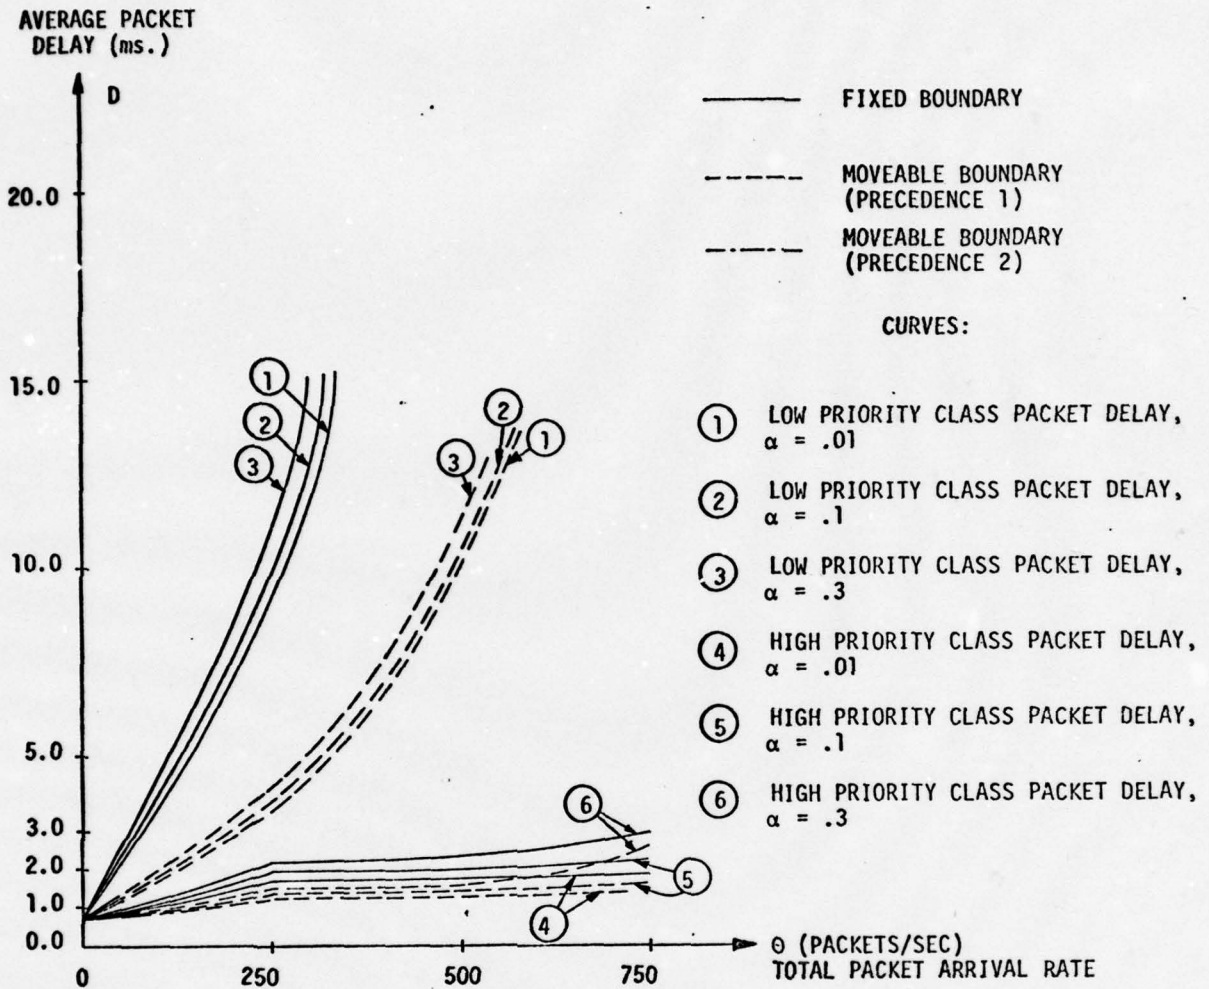 AVERAGE PACKET
DELAY (ms.)
D
20.0
15.0
10.0
5.0
3.0
2.0
1.0
0.0
0
250
500
750
Θ (PACKETS/SEC)
TOTAL PACKET ARRIVAL RATE
1
2
3
3
2
1
6
5
4
FIXED BOUNDARY
MOVEABLE BOUNDARY
(PRECEDENCE 1)
MOVEABLE BOUNDARY
(PRECEDENCE 2)
CURVES:
1 LOW PRIORITY CLASS PACKET DELAY,
α = .01
2 LOW PRIORITY CLASS PACKET DELAY,
α = .1
3 LOW PRIORITY CLASS PACKET DELAY,
α = .3
4 HIGH PRIORITY CLASS PACKET DELAY,
α = .01
5 HIGH PRIORITY CLASS PACKET DELAY,
α = .1
6 HIGH PRIORITY CLASS PACKET DELAY,
α = .3